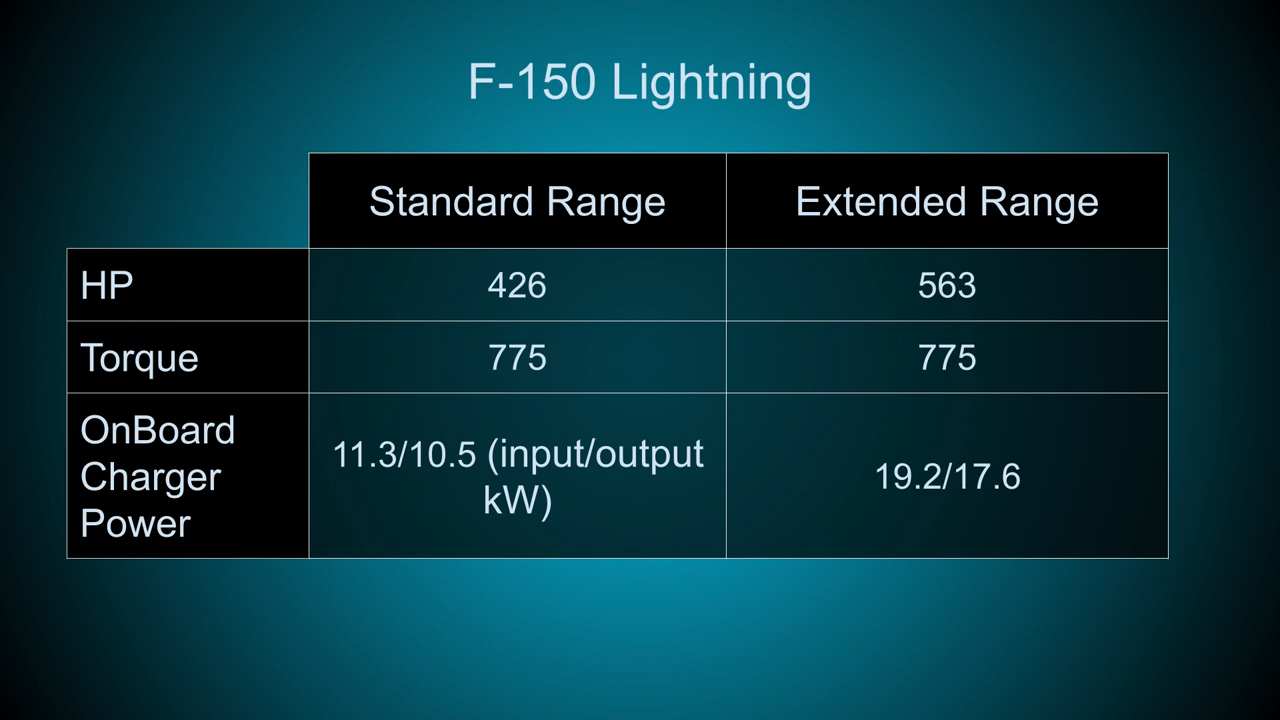 F-150 Lightning
Standard Range Extended Range
HP 426 563
Torque 775 775
OnBoard
Charger
Power
11.3/10.5 (input/output
kW)
19.2/17.6